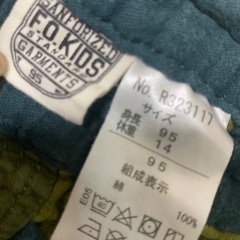 SANFORIZED
F.O.KIDS
STANDARD
GARMENTS
95
No. R323117
サイズ
身長 95
体重 14
95
組成表示
綿 100%